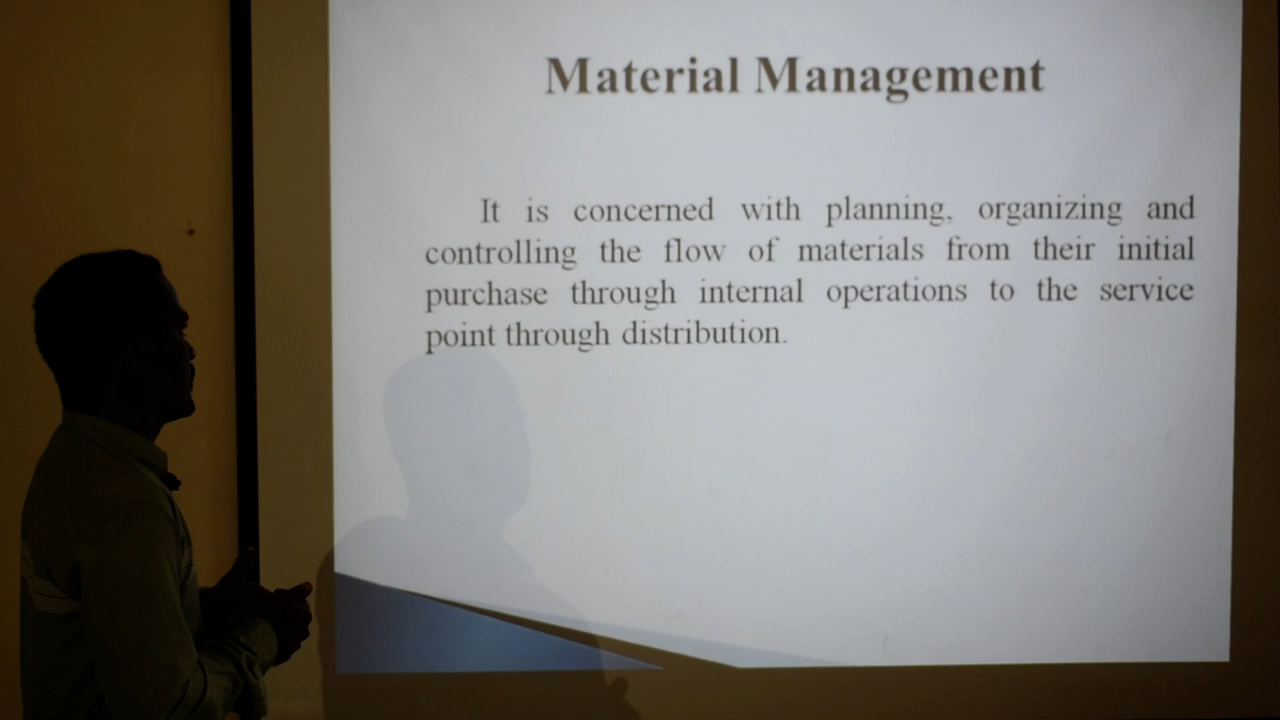 Material Management
It is concerned with planning, organizing and
controlling the flow of materials from their initial
purchase through internal operations to the service
point through distribution.